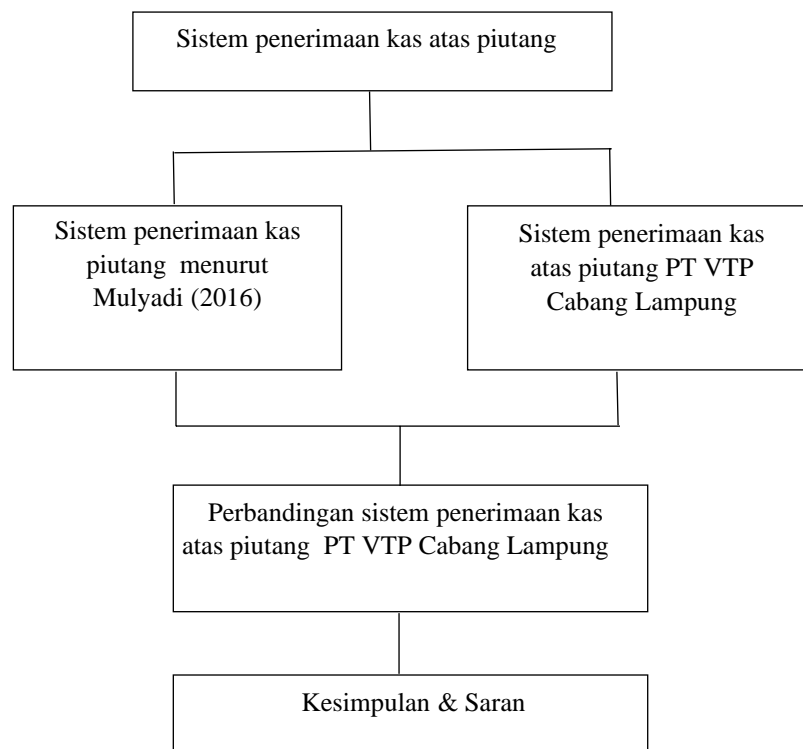 Sistem penerimaan kas atas piutang
Sistem penerimaan kas
piutang menurut
Mulyadi (2016)
Sistem penerimaan kas
atas piutang PT VTP
Cabang Lampung
Perbandingan sistem penerimaan kas
atas piutang PT VTP Cabang Lampung
Kesimpulan & Saran